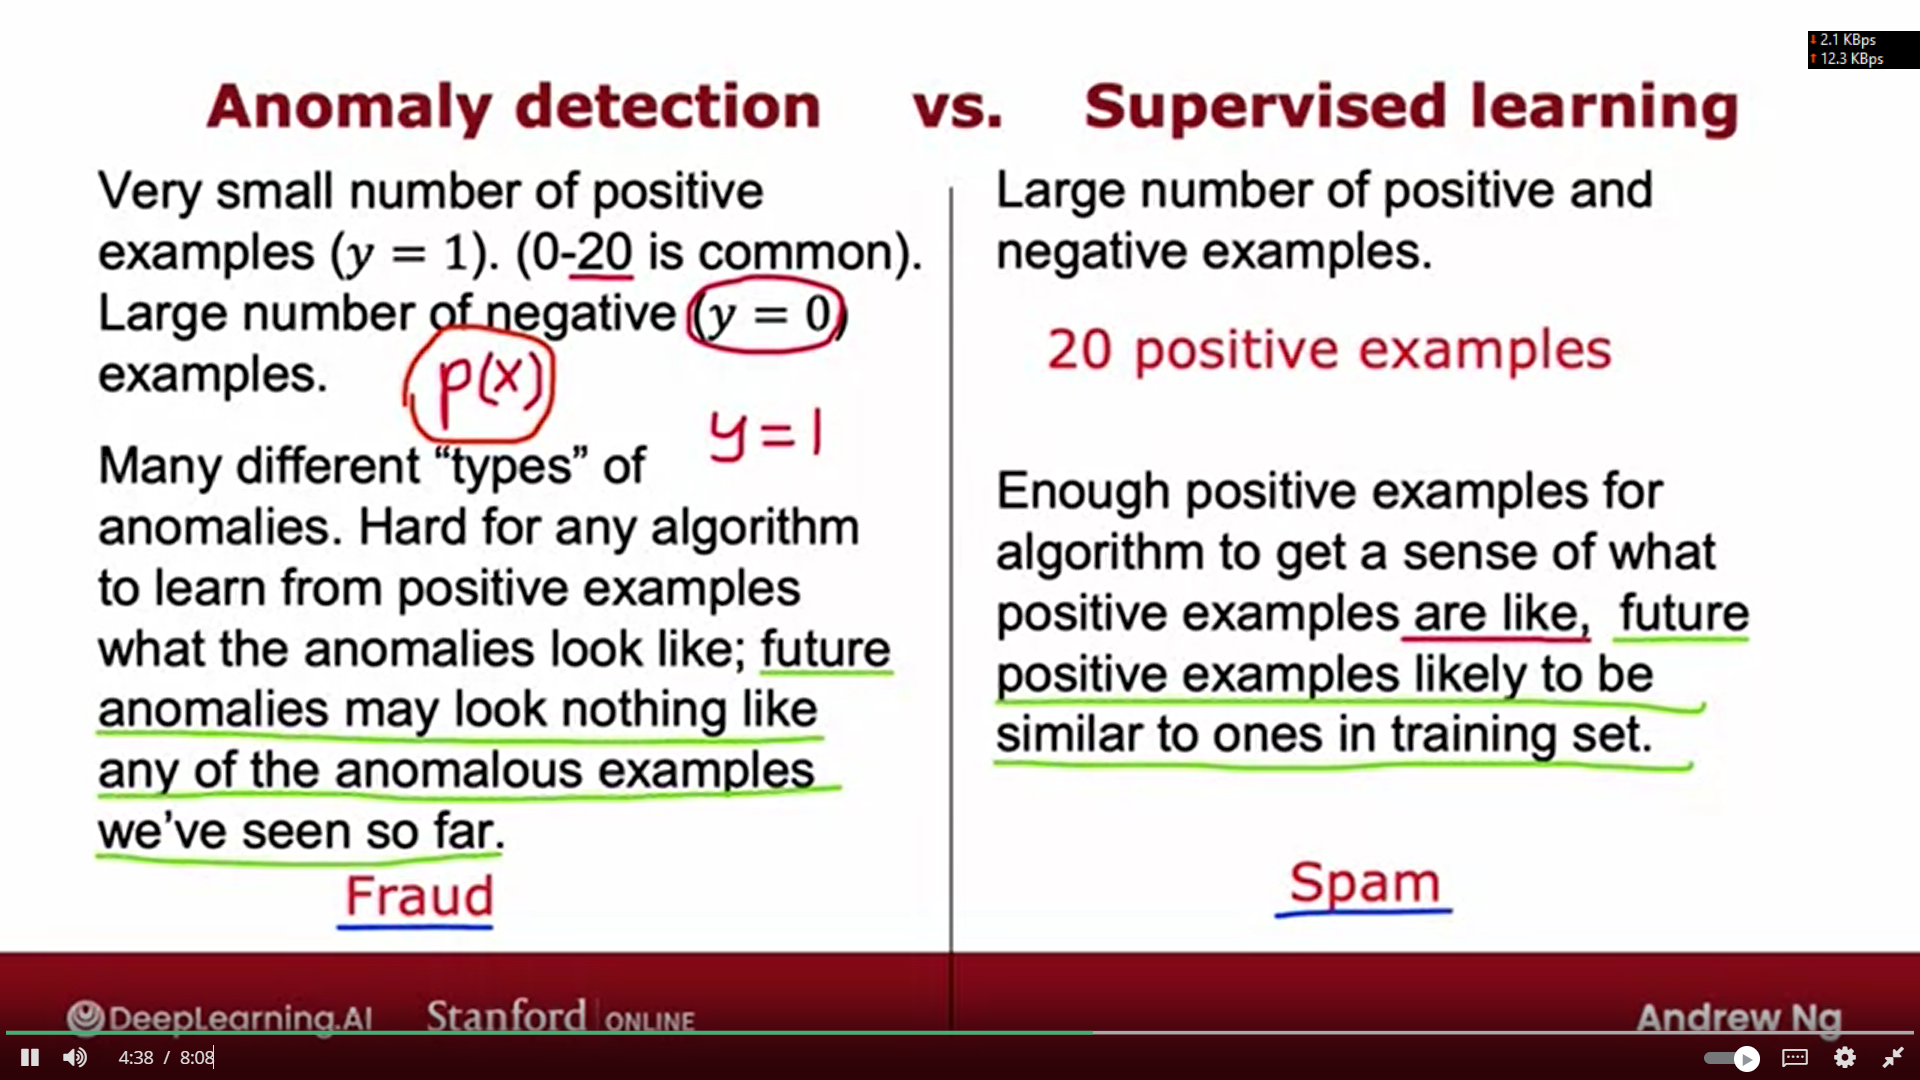 2.1 KBps
12.3 KBps
Anomaly detection vs. Supervised learning
Very small number of positive
examples (y = 1). (0-20 is common).
Large number of negative (y = 0)
examples.
p(x)
y=1
Many different “types” of
anomalies. Hard for any algorithm
to learn from positive examples
what the anomalies look like; future
anomalies may look nothing like
any of the anomalous examples
we’ve seen so far.
Fraud
Large number of positive and
negative examples.
20 positive examples
Enough positive examples for
algorithm to get a sense of what
positive examples are like, future
positive examples likely to be
similar to ones in training set.
Spam
DeepLearning.AI
Stanford ONLINE
Andrew Ng
4:38 / 8:08